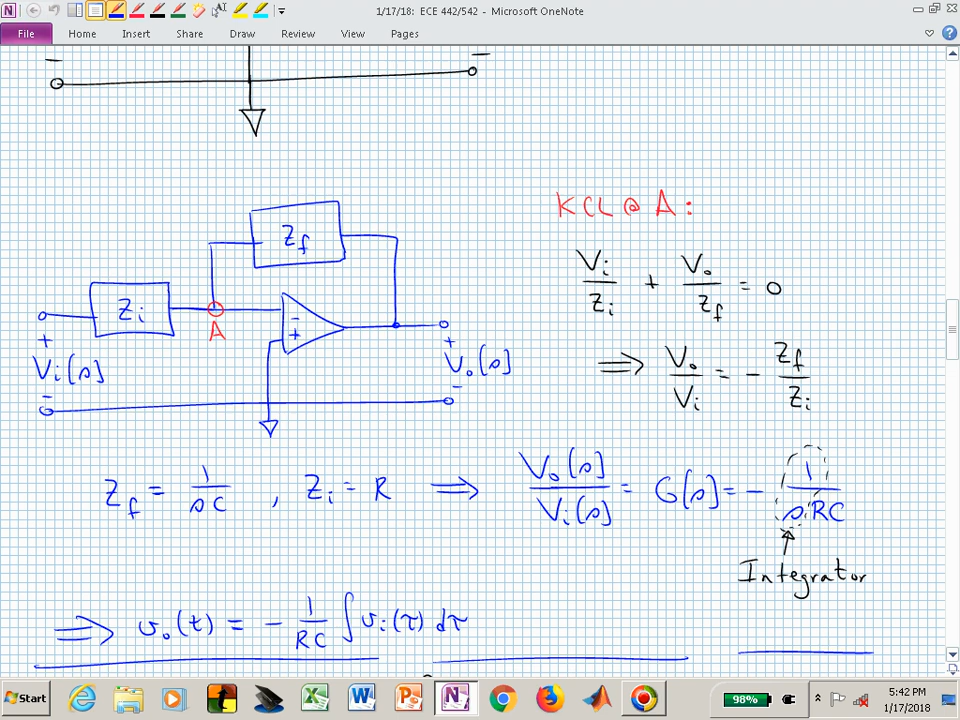 1/17/18: ECE 442/542 - Microsoft OneNote
File Home Insert Share Draw Review View Pages
KCL @ A:
Zf
Vi/Zi + Vo/Zf = 0
Zi
A
- +
+ Vi(s) -
+ Vo(s) -
⟹ Vo/Vi = - Zf/Zi
Zf = 1/sC , Zi = R ⟹ Vo(s)/Vi(s) = G(s) = - 1/sRC
Integrator
⟹ vo(t) = - 1/RC ∫ vi(τ) dτ
Start 98% 5:42 PM
1/17/2018